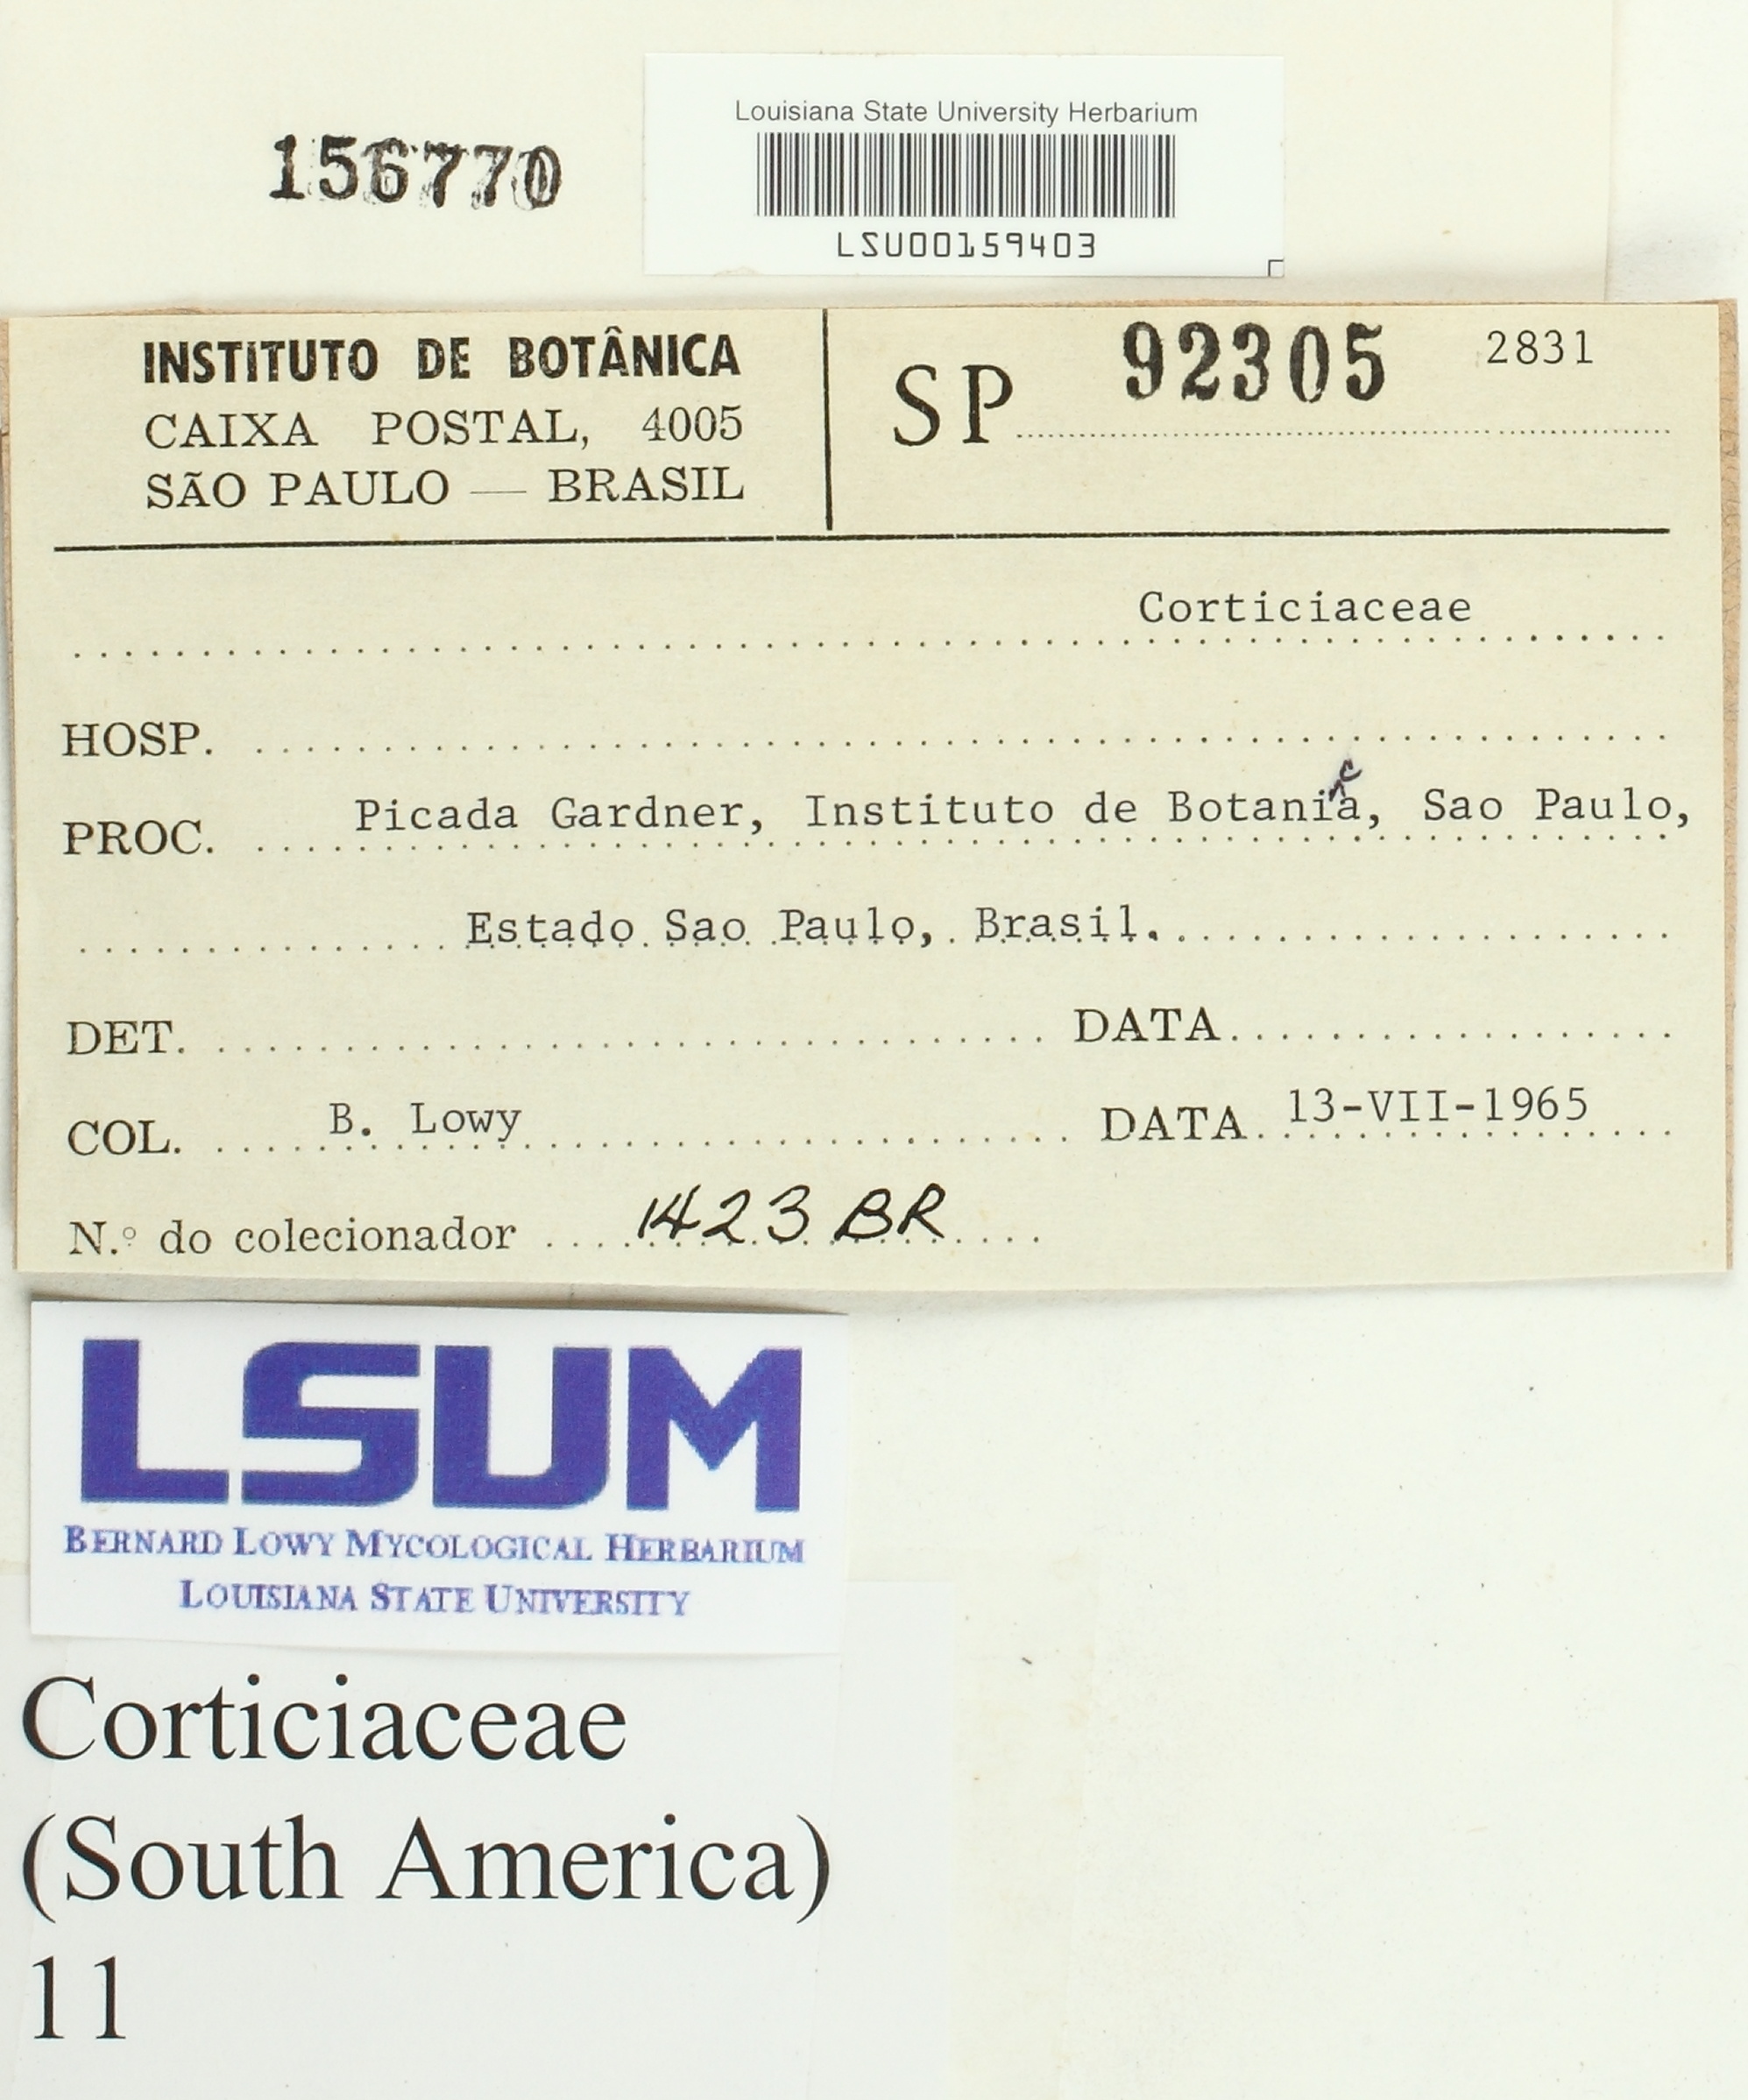 156770
Louisiana State University Herbarium
LSU00159403
INSTITUTO DE BOTÂNICA
CAIXA POSTAL, 4005
SÃO PAULO — BRASIL
SP 92305 2831
Corticiaceae
HOSP.
PROC. Picada Gardner, Instituto de Botanica, Sao Paulo,
Estado Sao Paulo, Brasil.
DET. DATA
COL. B. Lowy DATA 13-VII-1965
N.º do colecionador 1423 BR
LSUM
BERNARD LOWY MYCOLOGICAL HERBARIUM
LOUISIANA STATE UNIVERSITY
Corticiaceae
(South America)
11